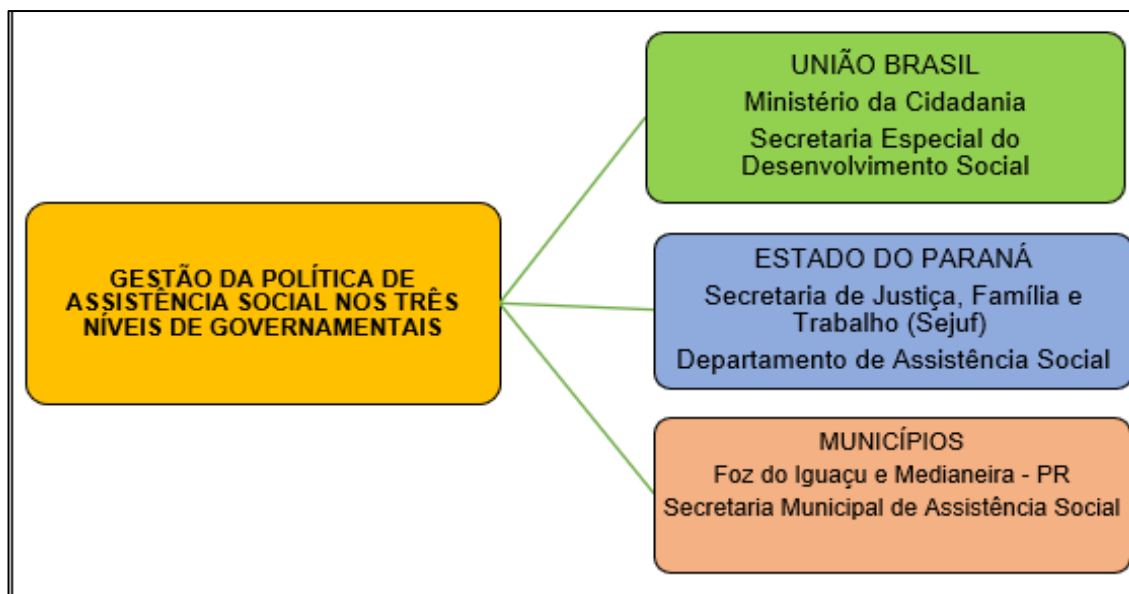 GESTÃO DA POLÍTICA DE
ASSISTÊNCIA SOCIAL NOS TRÊS
NÍVEIS DE GOVERNAMENTAIS
UNIÃO BRASIL
Ministério da Cidadania
Secretaria Especial do
Desenvolvimento Social
ESTADO DO PARANÁ
Secretaria de Justiça, Família e
Trabalho (Sejuf)
Departamento de Assistência Social
MUNICÍPIOS
Foz do Iguaçu e Medianeira - PR
Secretaria Municipal de Assistência Social